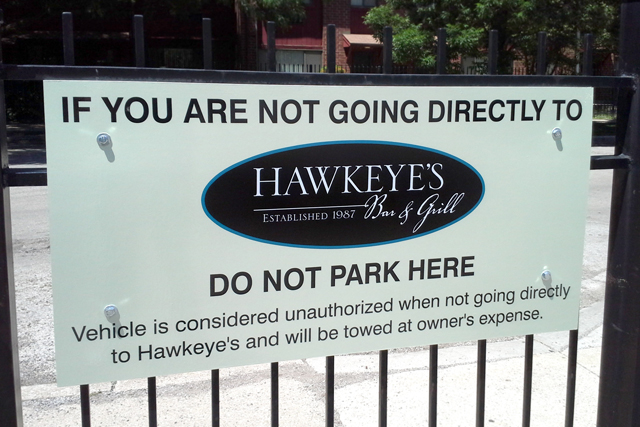 IF YOU ARE NOT GOING DIRECTLY TO
HAWKEYE'S
ESTABLISHED 1987 Bar & Grill
DO NOT PARK HERE
Vehicle is considered unauthorized when not going directly
to Hawkeye's and will be towed at owner's expense.